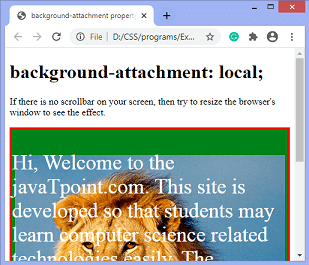 background-attachment propert
File
D:/CSS/programs/Ex...
background-attachment: local;
If there is no scrollbar on your screen, then try to resize the browser's
window to see the effect.
Hi, Welcome to the
javaTpoint.com. This site is
developed so that students may
learn computer science related
technologies easily. The